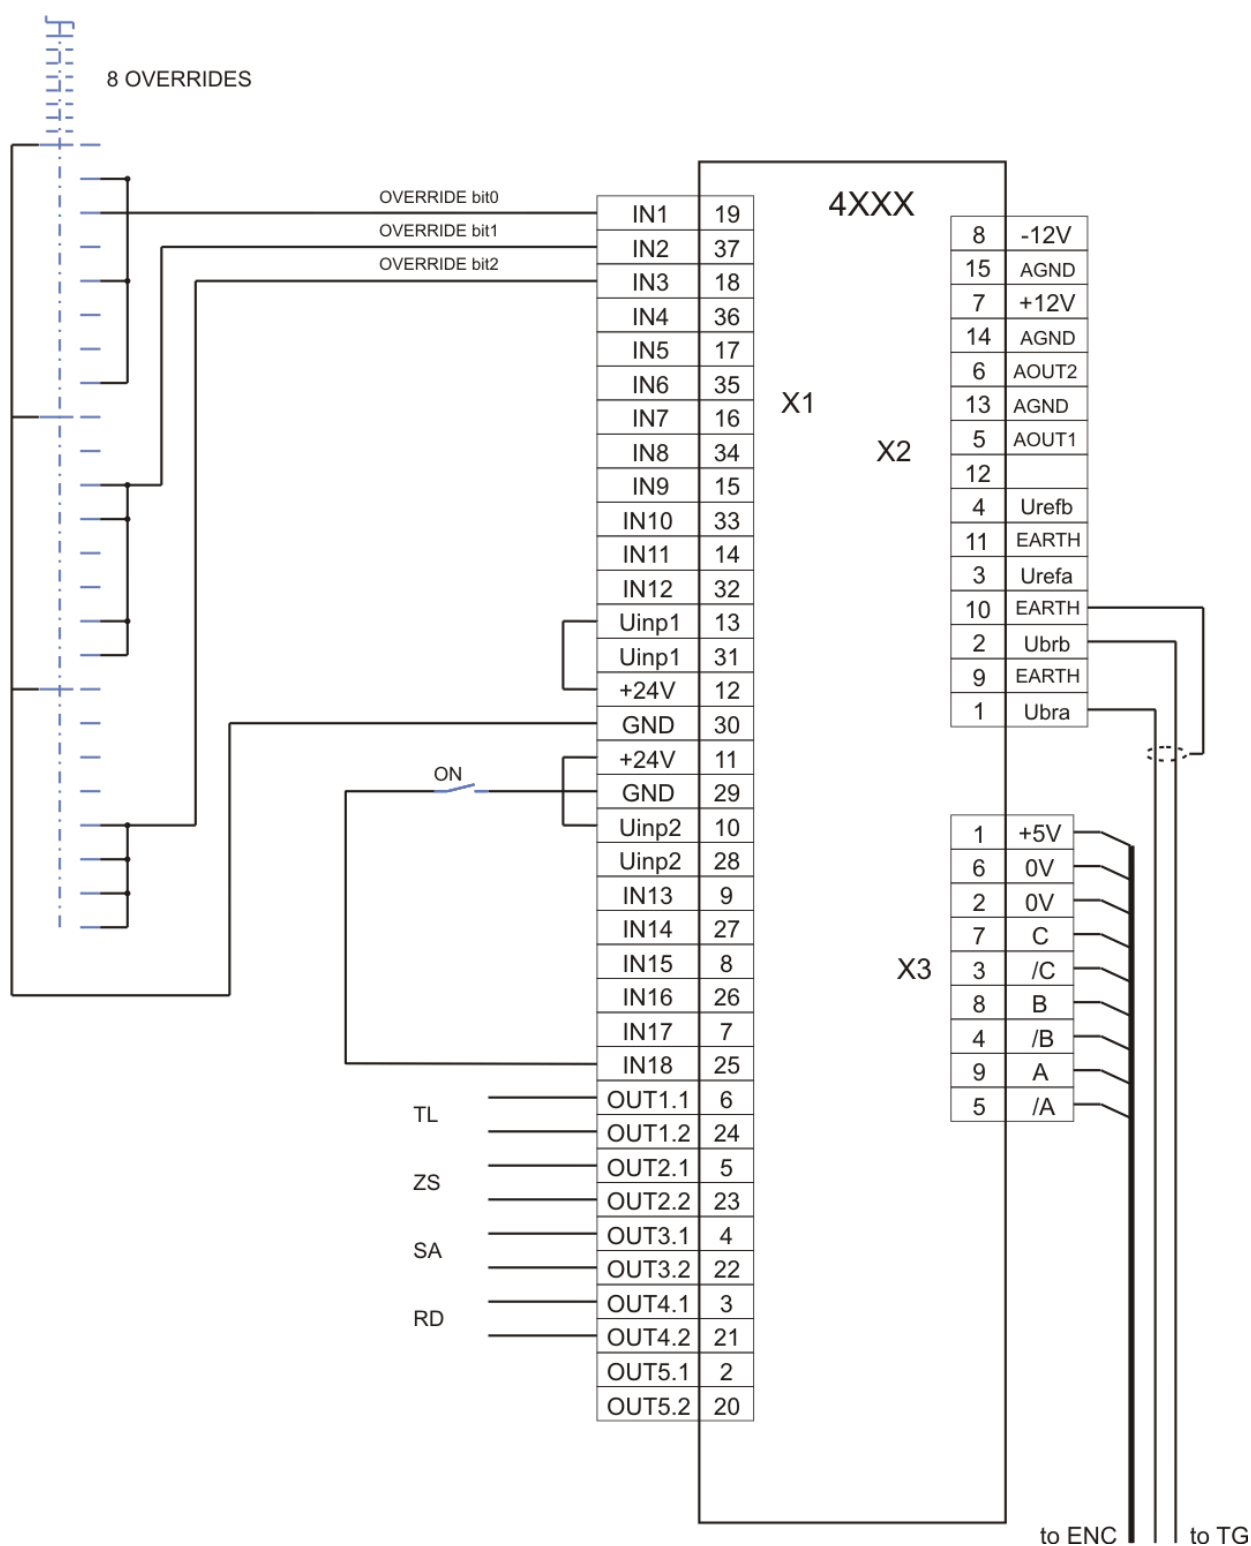 8 OVERRIDES
OVERRIDE bit0
OVERRIDE bit1
OVERRIDE bit2
ON
TL
ZS
SA
RD
4XXX
X1
IN1 19
IN2 37
IN3 18
IN4 36
IN5 17
IN6 35
IN7 16
IN8 34
IN9 15
IN10 33
IN11 14
IN12 32
Uinp1 13
Uinp1 31
+24V 12
GND 30
+24V 11
GND 29
Uinp2 10
Uinp2 28
IN13 9
IN14 27
IN15 8
IN16 26
IN17 7
IN18 25
OUT1.1 6
OUT1.2 24
OUT2.1 5
OUT2.2 23
OUT3.1 4
OUT3.2 22
OUT4.1 3
OUT4.2 21
OUT5.1 2
OUT5.2 20
X2
8 -12V
15 AGND
7 +12V
14 AGND
6 AOUT2
13 AGND
5 AOUT1
12
4 Urefb
11 EARTH
3 Urefa
10 EARTH
2 Ubrb
9 EARTH
1 Ubra
X3
1 +5V
6 0V
2 0V
7 C
3 /C
8 B
4 /B
9 A
5 /A
to ENC
to TG